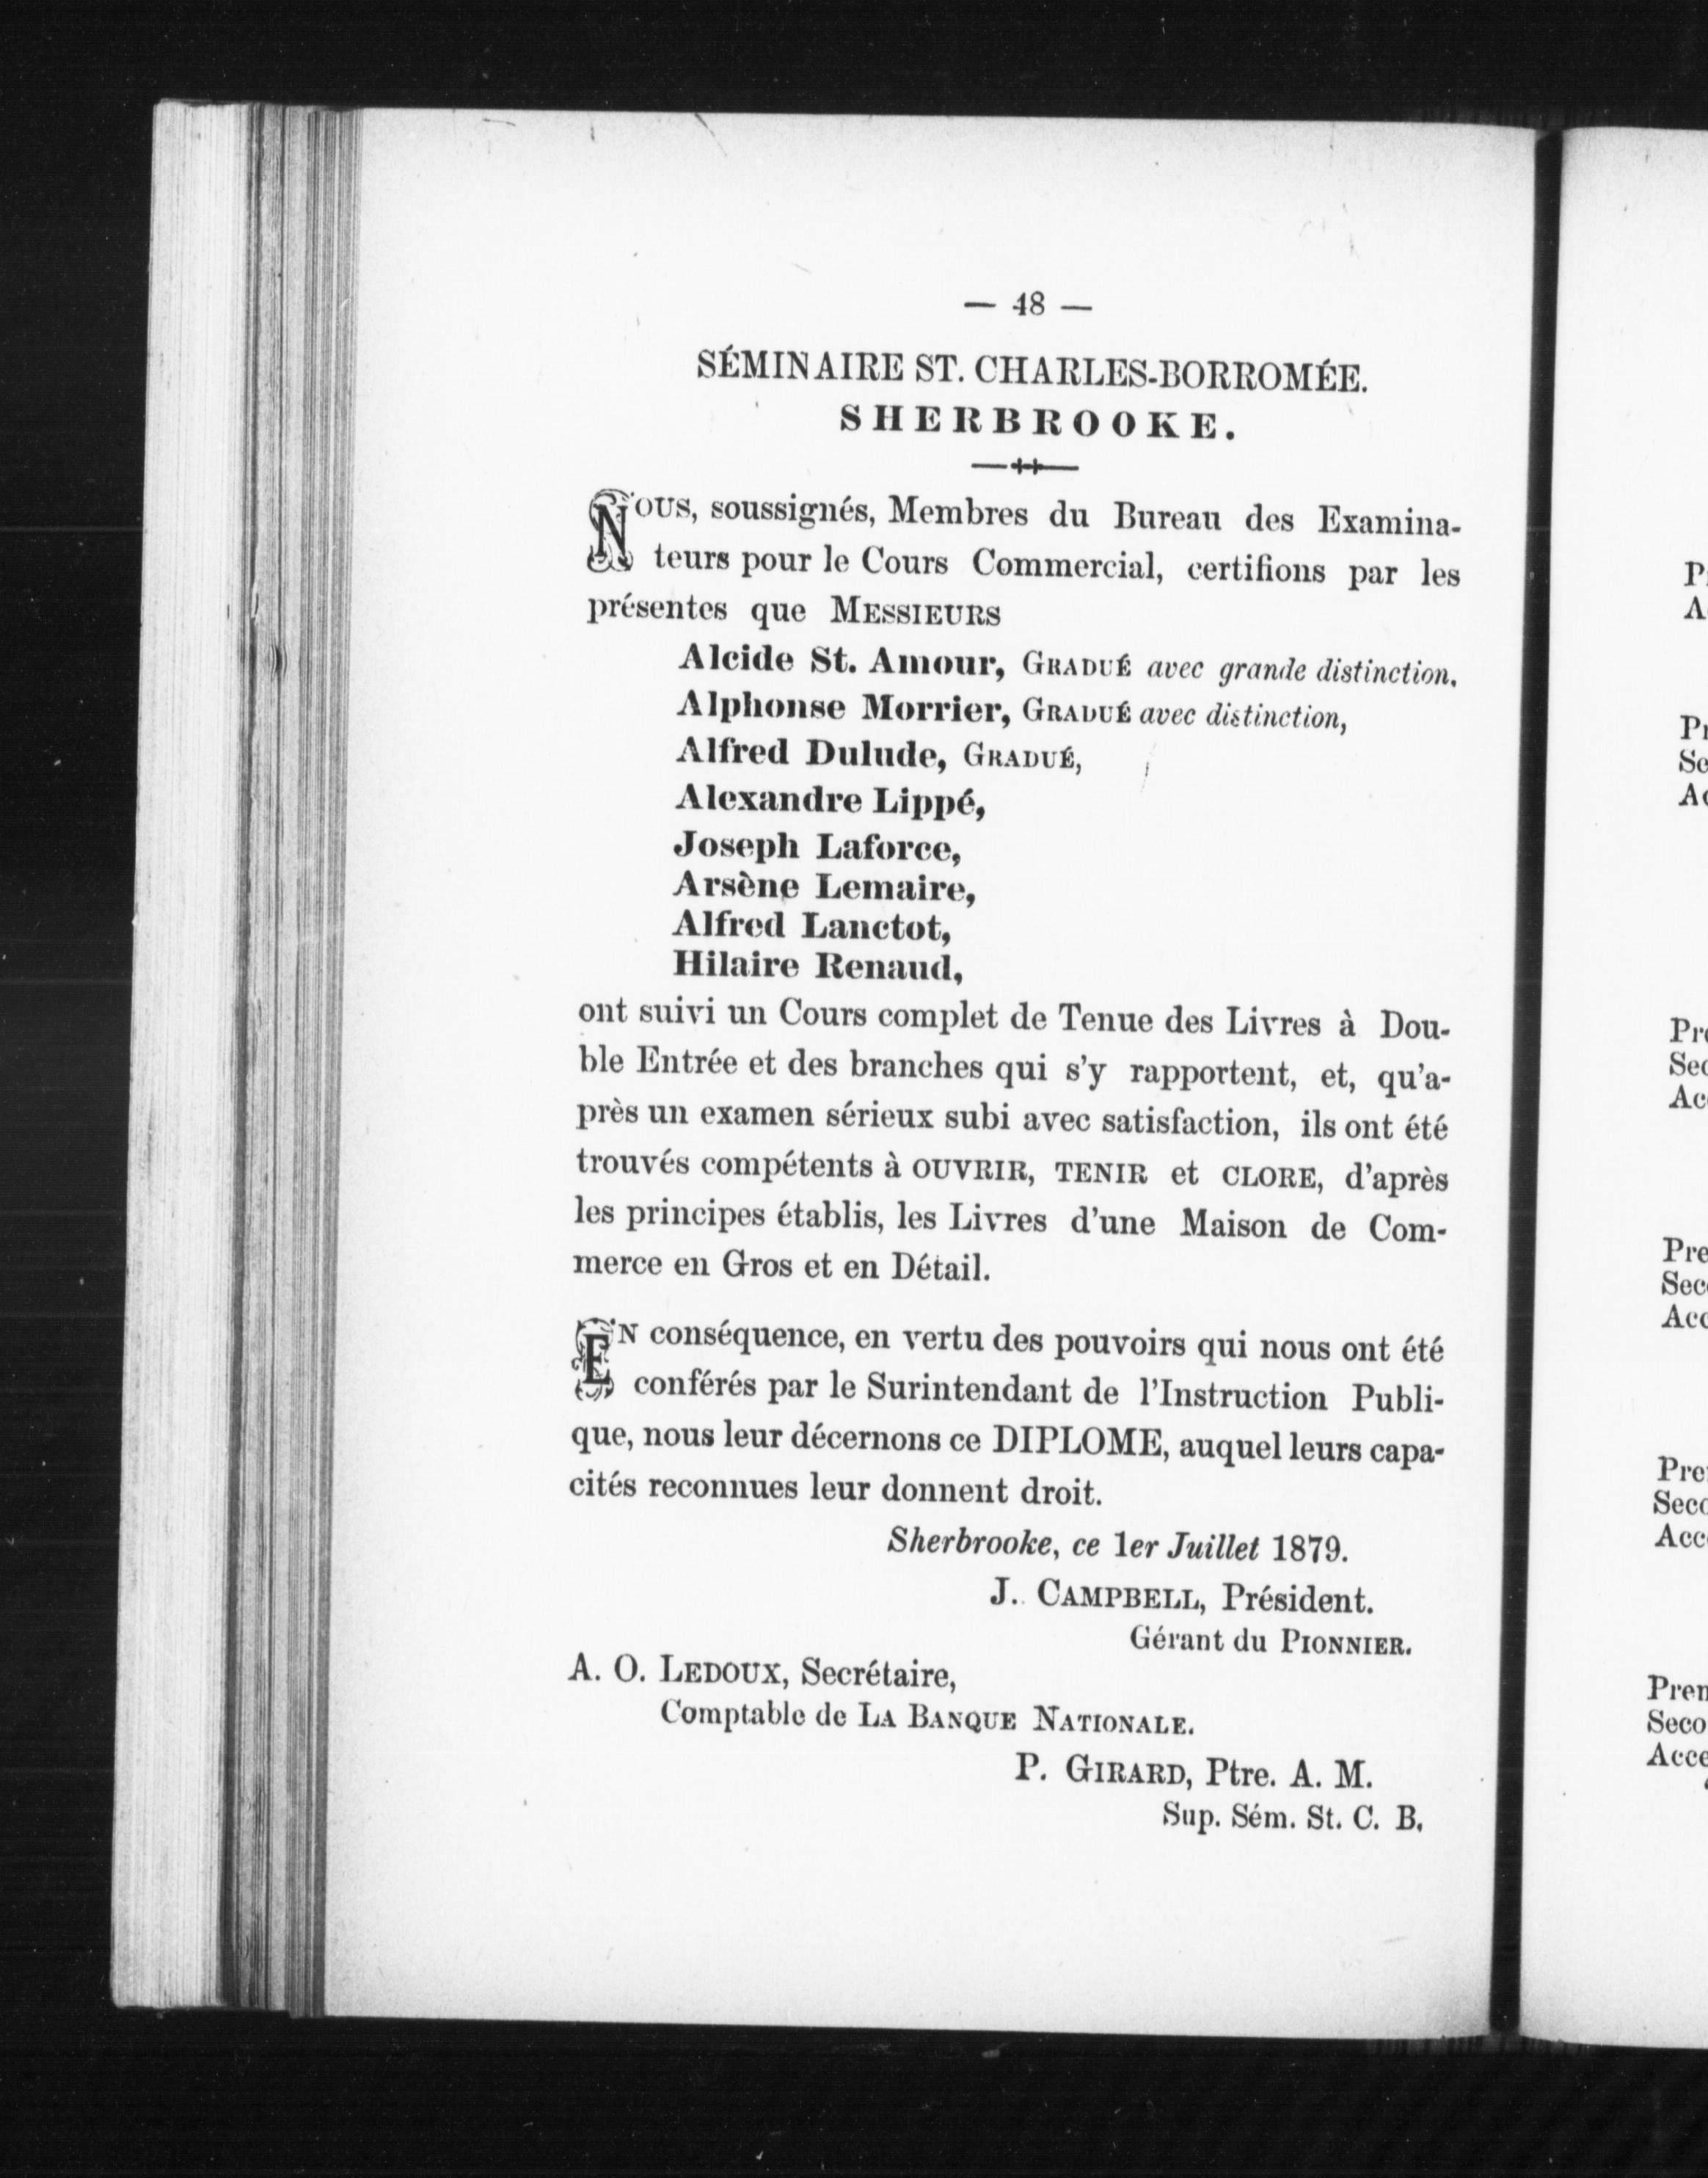 — 48 —
SÉMINAIRE ST. CHARLES-BORROMÉE.
SHERBROOKE.
NOUS, soussignés, Membres du Bureau des Examina-
teurs pour le Cours Commercial, certifions par les
présentes que MESSIEURS
Alcide St. Amour, GRADUÉ avec grande distinction.
Alphonse Morrier, GRADUÉ avec distinction,
Alfred Dulude, GRADUÉ,
Alexandre Lippé,
Joseph Laforce,
Arsène Lemaire,
Alfred Lanctot,
Hilaire Renaud,
ont suivi un Cours complet de Tenue des Livres à Dou-
ble Entrée et des branches qui s'y rapportent, et, qu'a-
près un examen sérieux subi avec satisfaction, ils ont été
trouvés compétents à OUVRIR, TENIR et CLORE, d'après
les principes établis, les Livres d'une Maison de Com-
merce en Gros et en Détail.
EN conséquence, en vertu des pouvoirs qui nous ont été
conférés par le Surintendant de l'Instruction Publi-
que, nous leur décernons ce DIPLOME, auquel leurs capa-
cités reconnues leur donnent droit.
Sherbrooke, ce 1er Juillet 1879.
J. CAMPBELL, Président.
Gérant du PIONNIER.
A. O. LEDOUX, Secrétaire,
Comptable de LA BANQUE NATIONALE.
P. GIRARD, Ptre. A. M.
Sup. Sém. St. C. B.